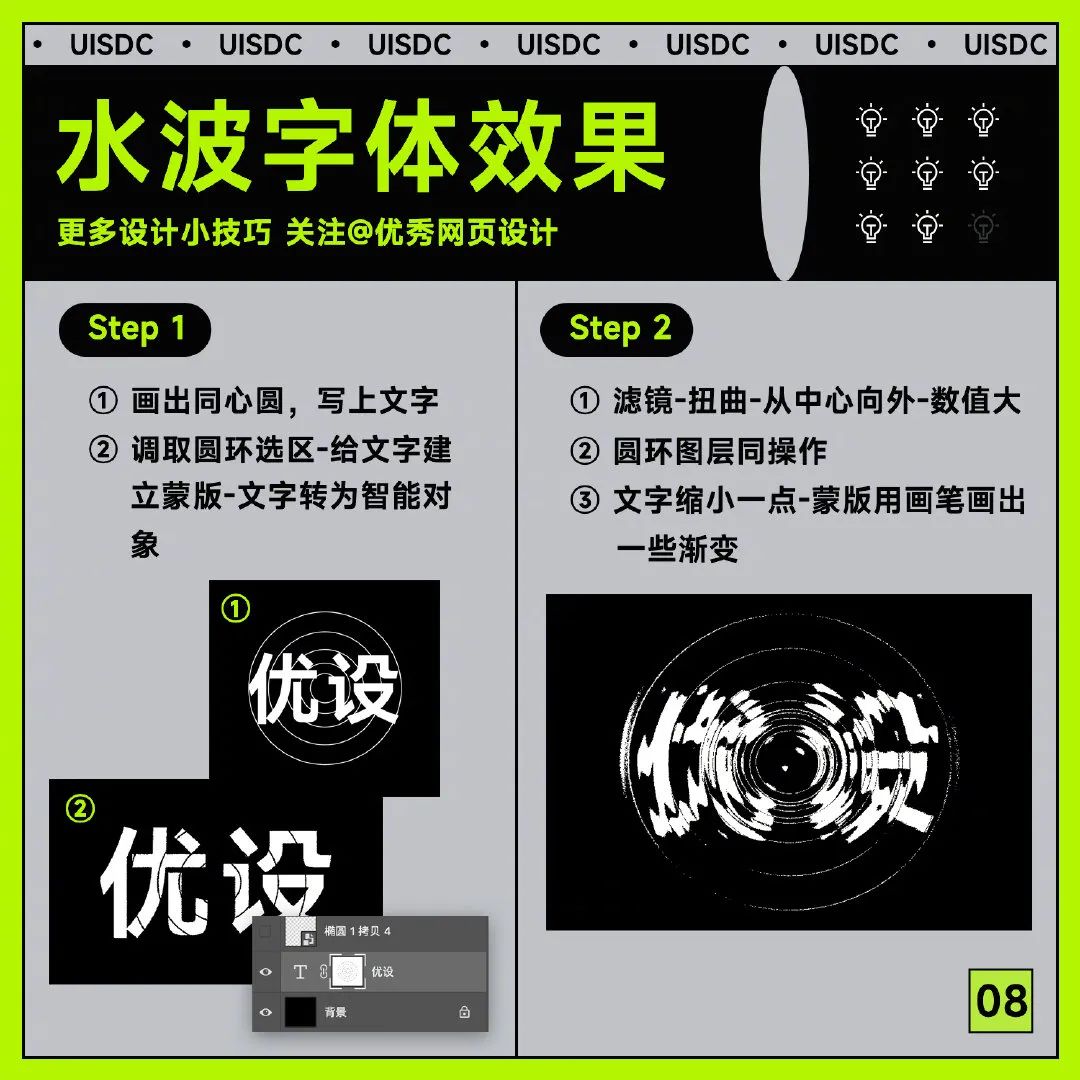 • UISDC • UISDC • UISDC • UISDC • UISDC • UISDC • UISDC
水波字体效果
更多设计小技巧 关注@优秀网页设计
Step 1
① 画出同心圆，写上文字
② 调取圆环选区-给文字建
立蒙版-文字转为智能对
象
①
优设
②
优设
椭圆 1 拷贝 4
T 优设
背景
Step 2
① 滤镜-扭曲-从中心向外-数值大
② 圆环图层同操作
③ 文字缩小一点-蒙版用画笔画出
一些渐变
优设
08